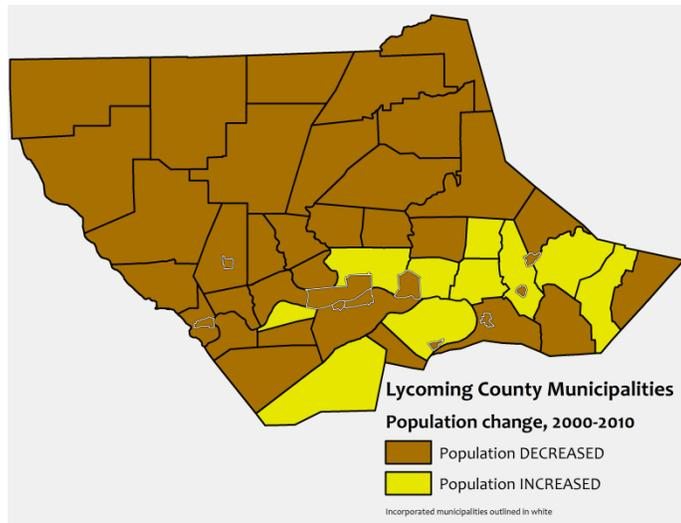 Lycoming County Municipalities
Population change, 2000-2010
Population DECREASED
Population INCREASED
Incorporated municipalities outlined in white